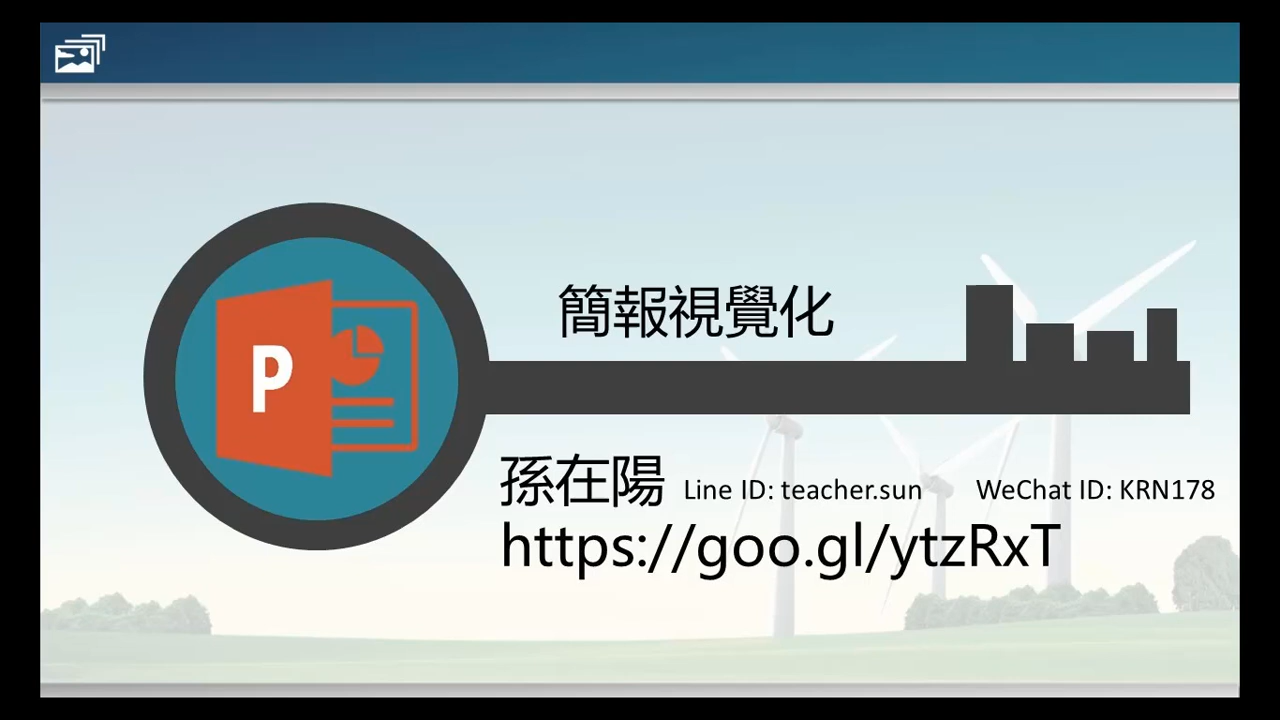 簡報視覺化
P
孫在陽 Line ID: teacher.sun WeChat ID: KRN178
https://goo.gl/ytzRxT